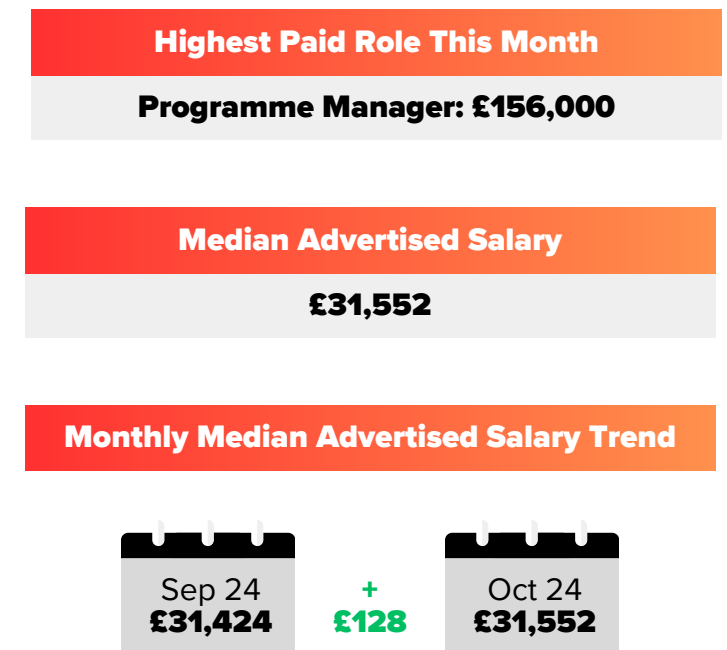 Highest Paid Role This Month
Programme Manager: £156,000
Median Advertised Salary
£31,552
Monthly Median Advertised Salary Trend
Sep 24
£31,424
+
£128
Oct 24
£31,552